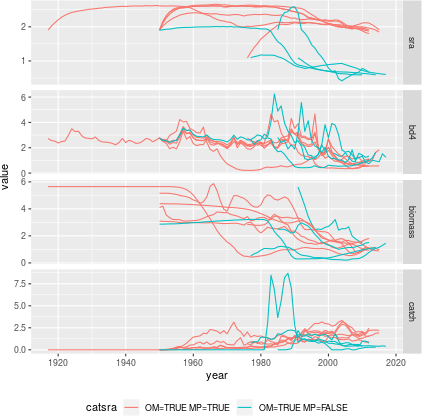 2
1
sra
6
4
2
0
bd4
value
6
4
2
0
biomass
7.5
5.0
2.5
0.0
catch
1920
1940
1960
1980
2000
2020
year
catsra
OM=TRUE MP=TRUE
OM=TRUE MP=FALSE